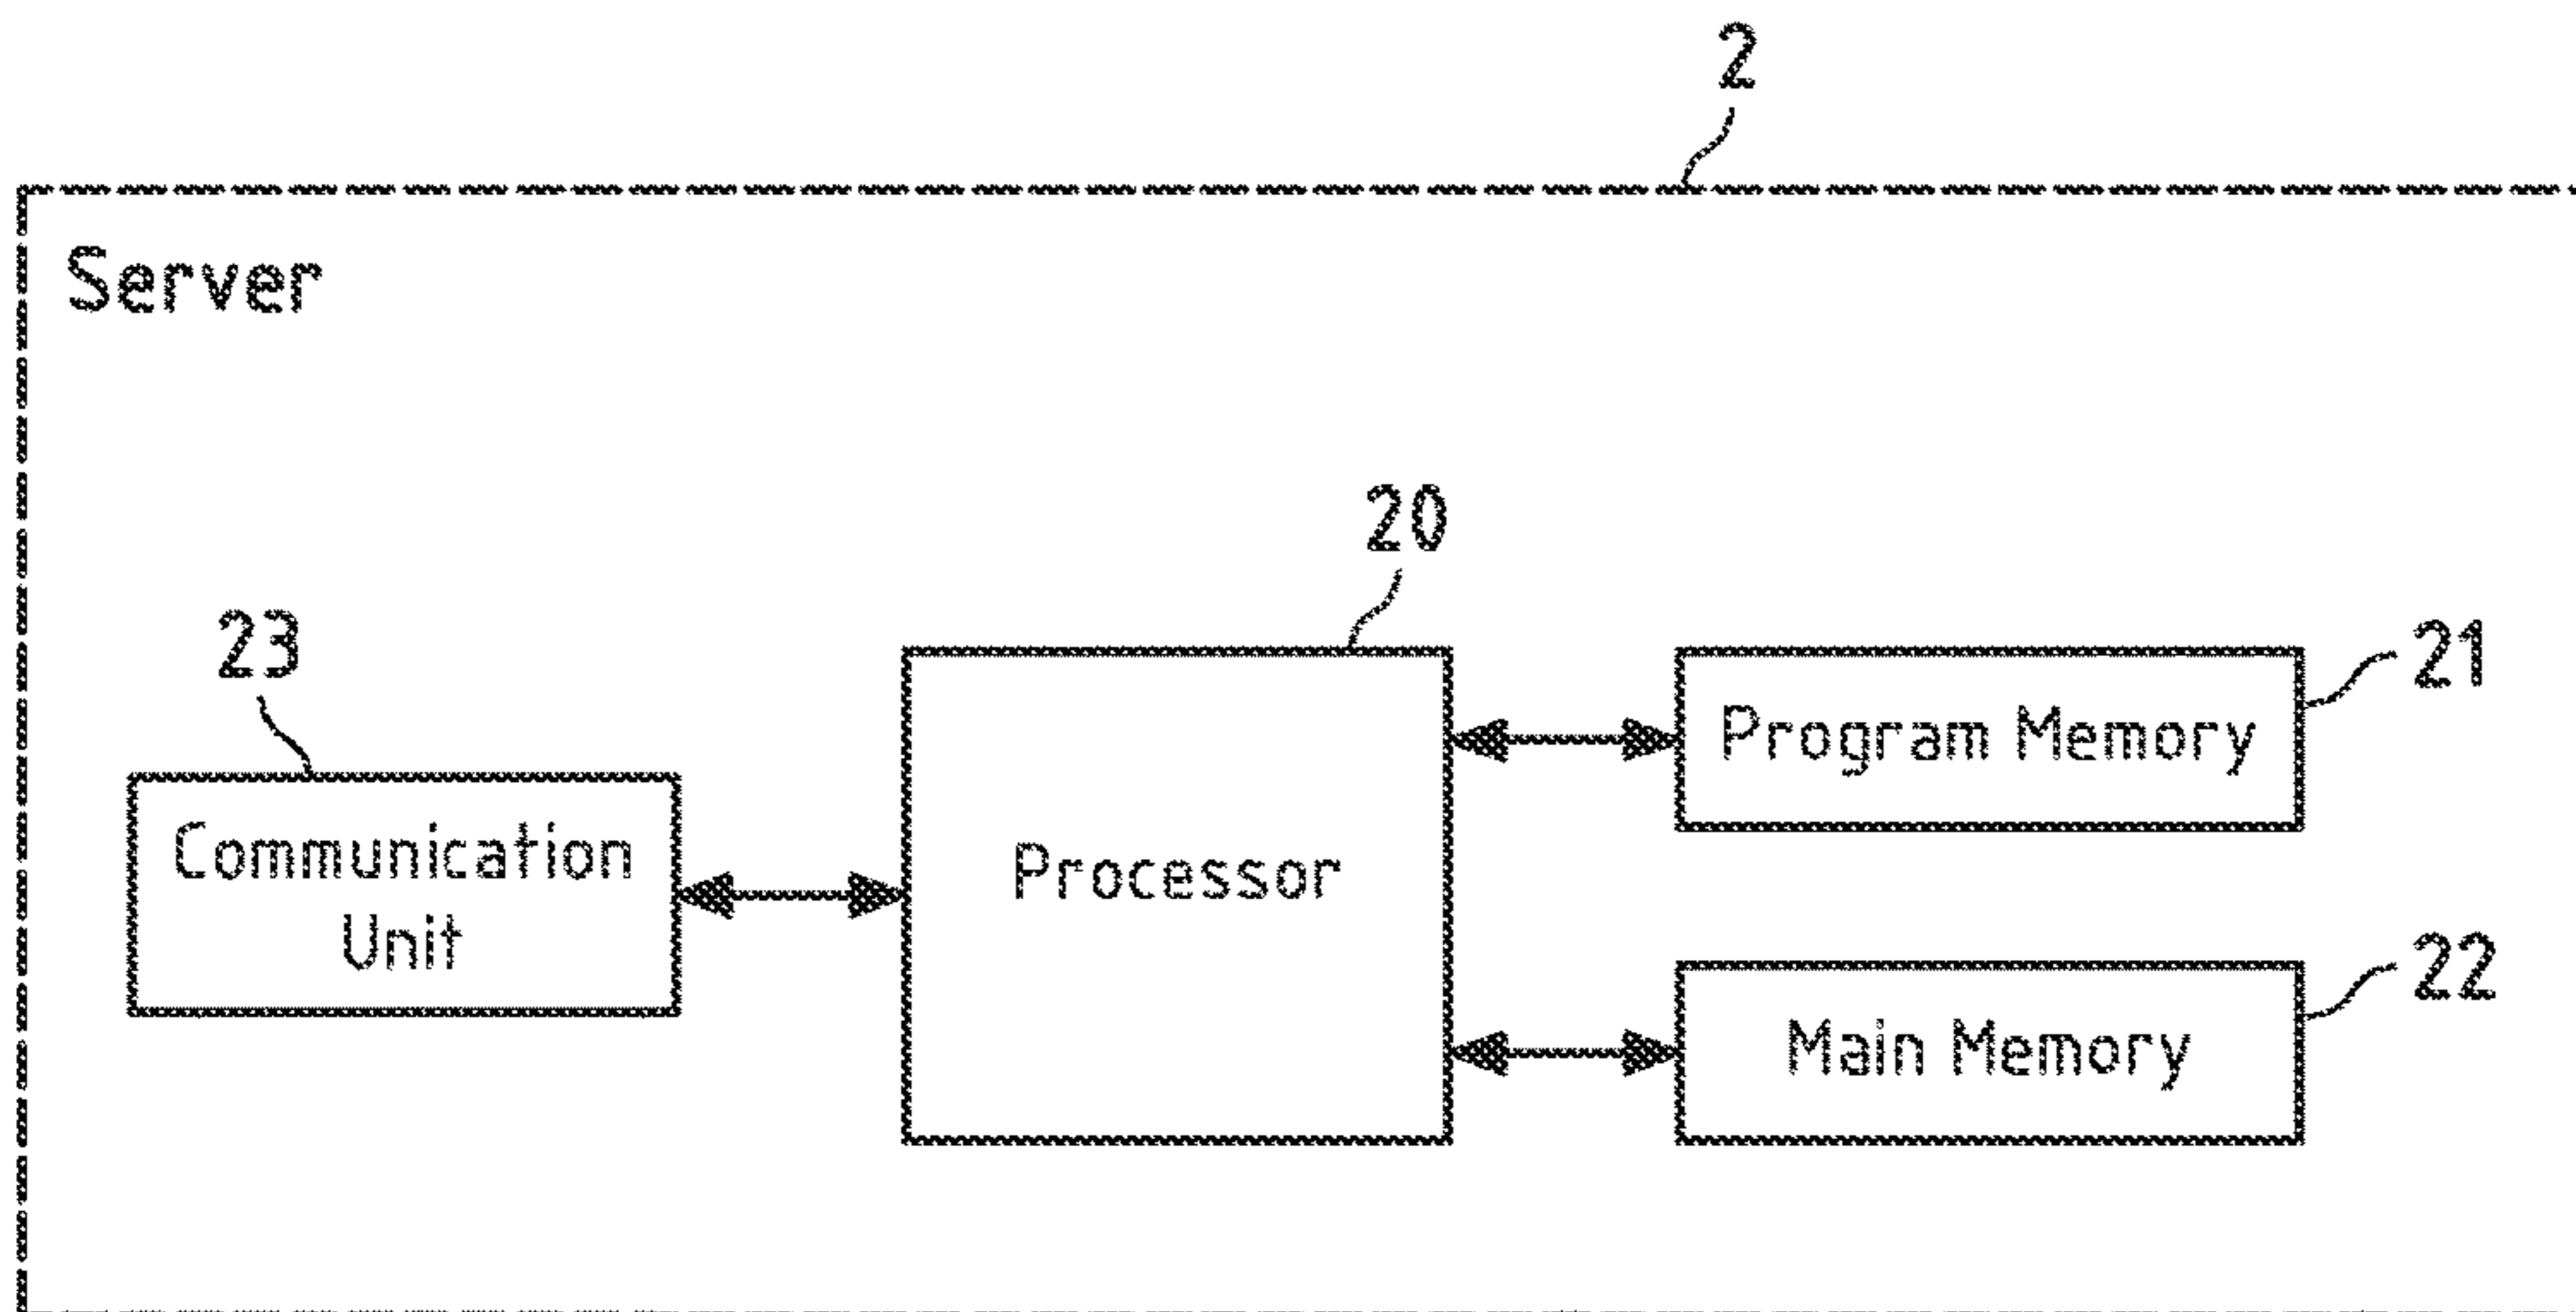 2
Server
20
23
21
Program Memory
Communication
Unit
Processor
22
Main Memory